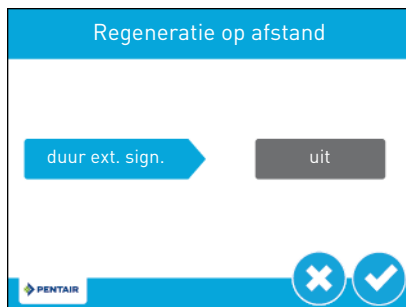 Regeneratie op afstand
duur ext. sign.
uit
PENTAIR